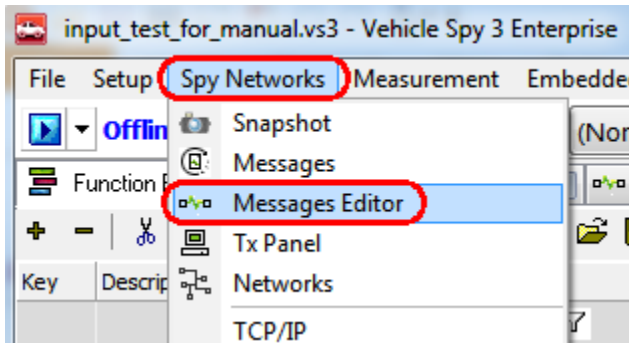 input_test_for_manual.vs3 - Vehicle Spy 3 Enterprise
File Setup Spy Networks Measurement
Snapshot
Messages
Messages Editor
Tx Panel
Key Networks
TCP/IP